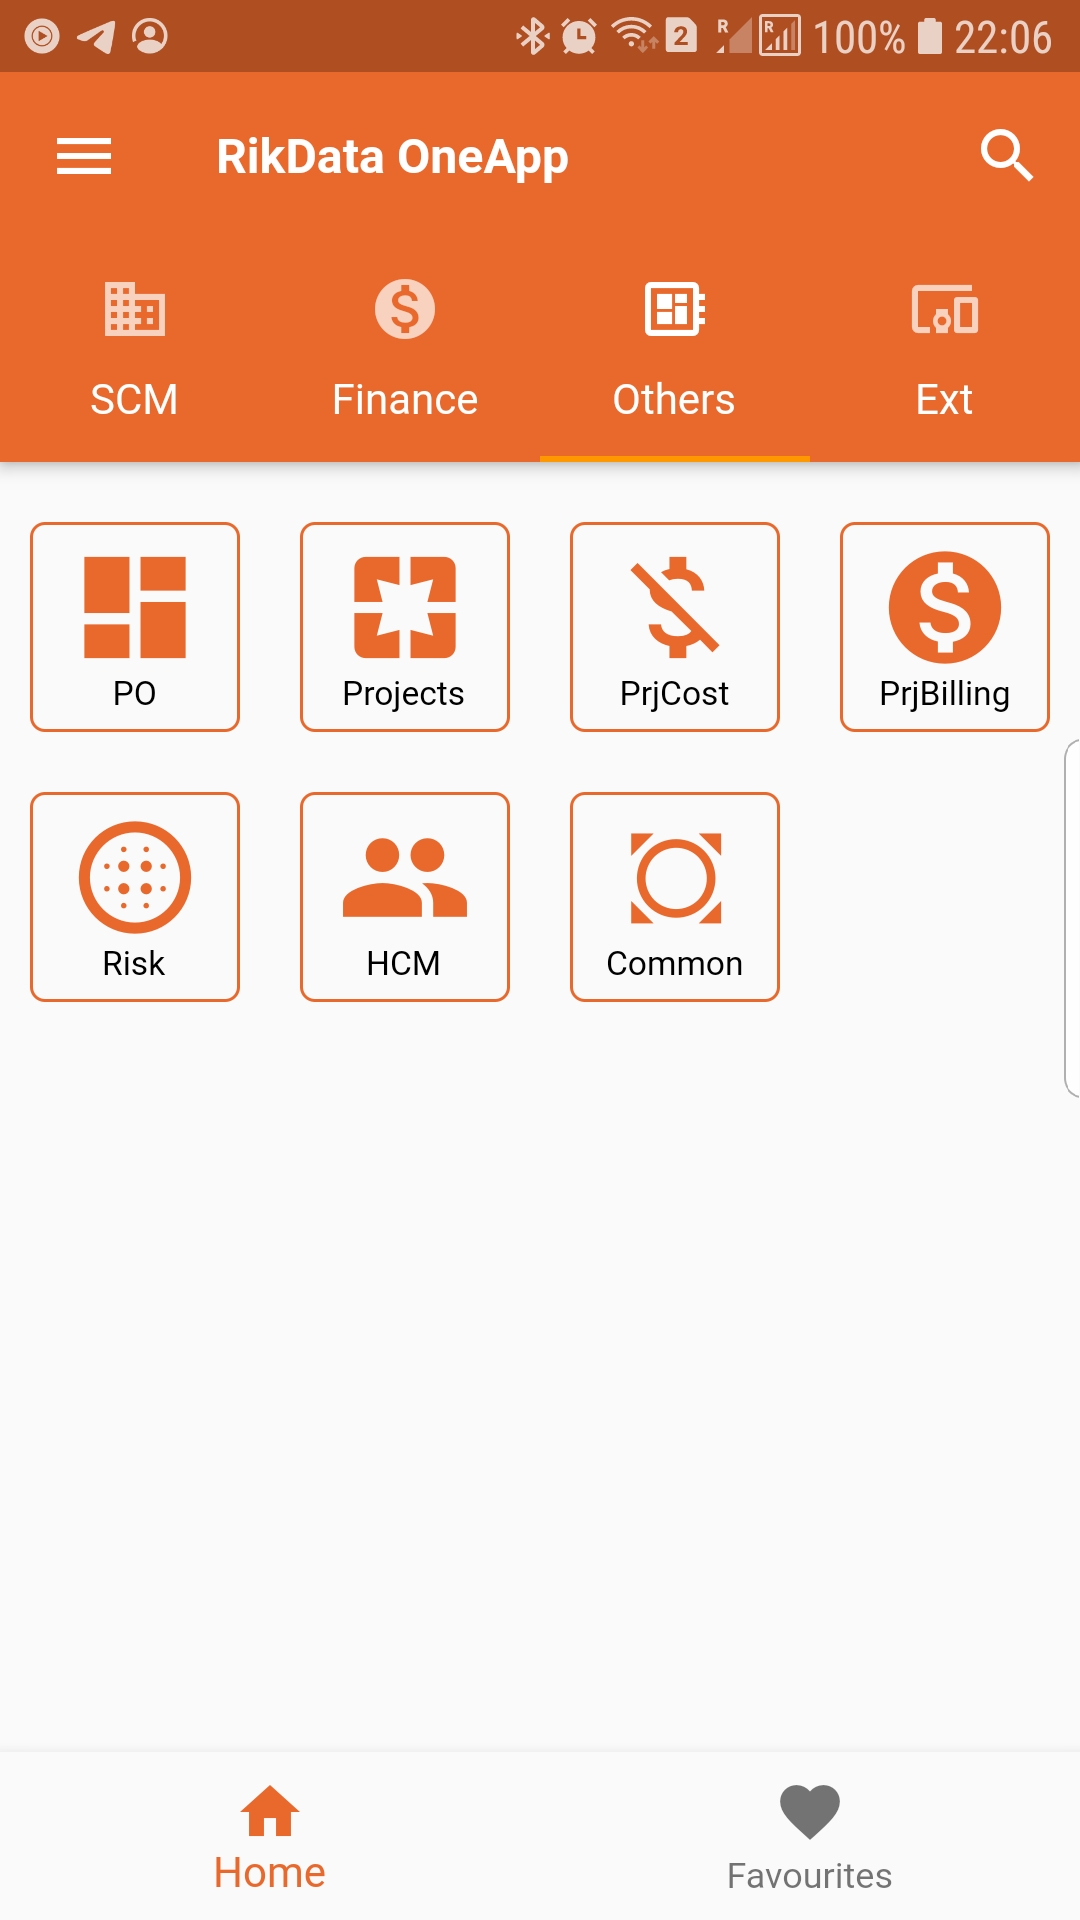 2 R R 100% 22:06
RikData OneApp
SCM Finance Others Ext
PO Projects PrjCost PrjBilling
Risk HCM Common
Home Favourites